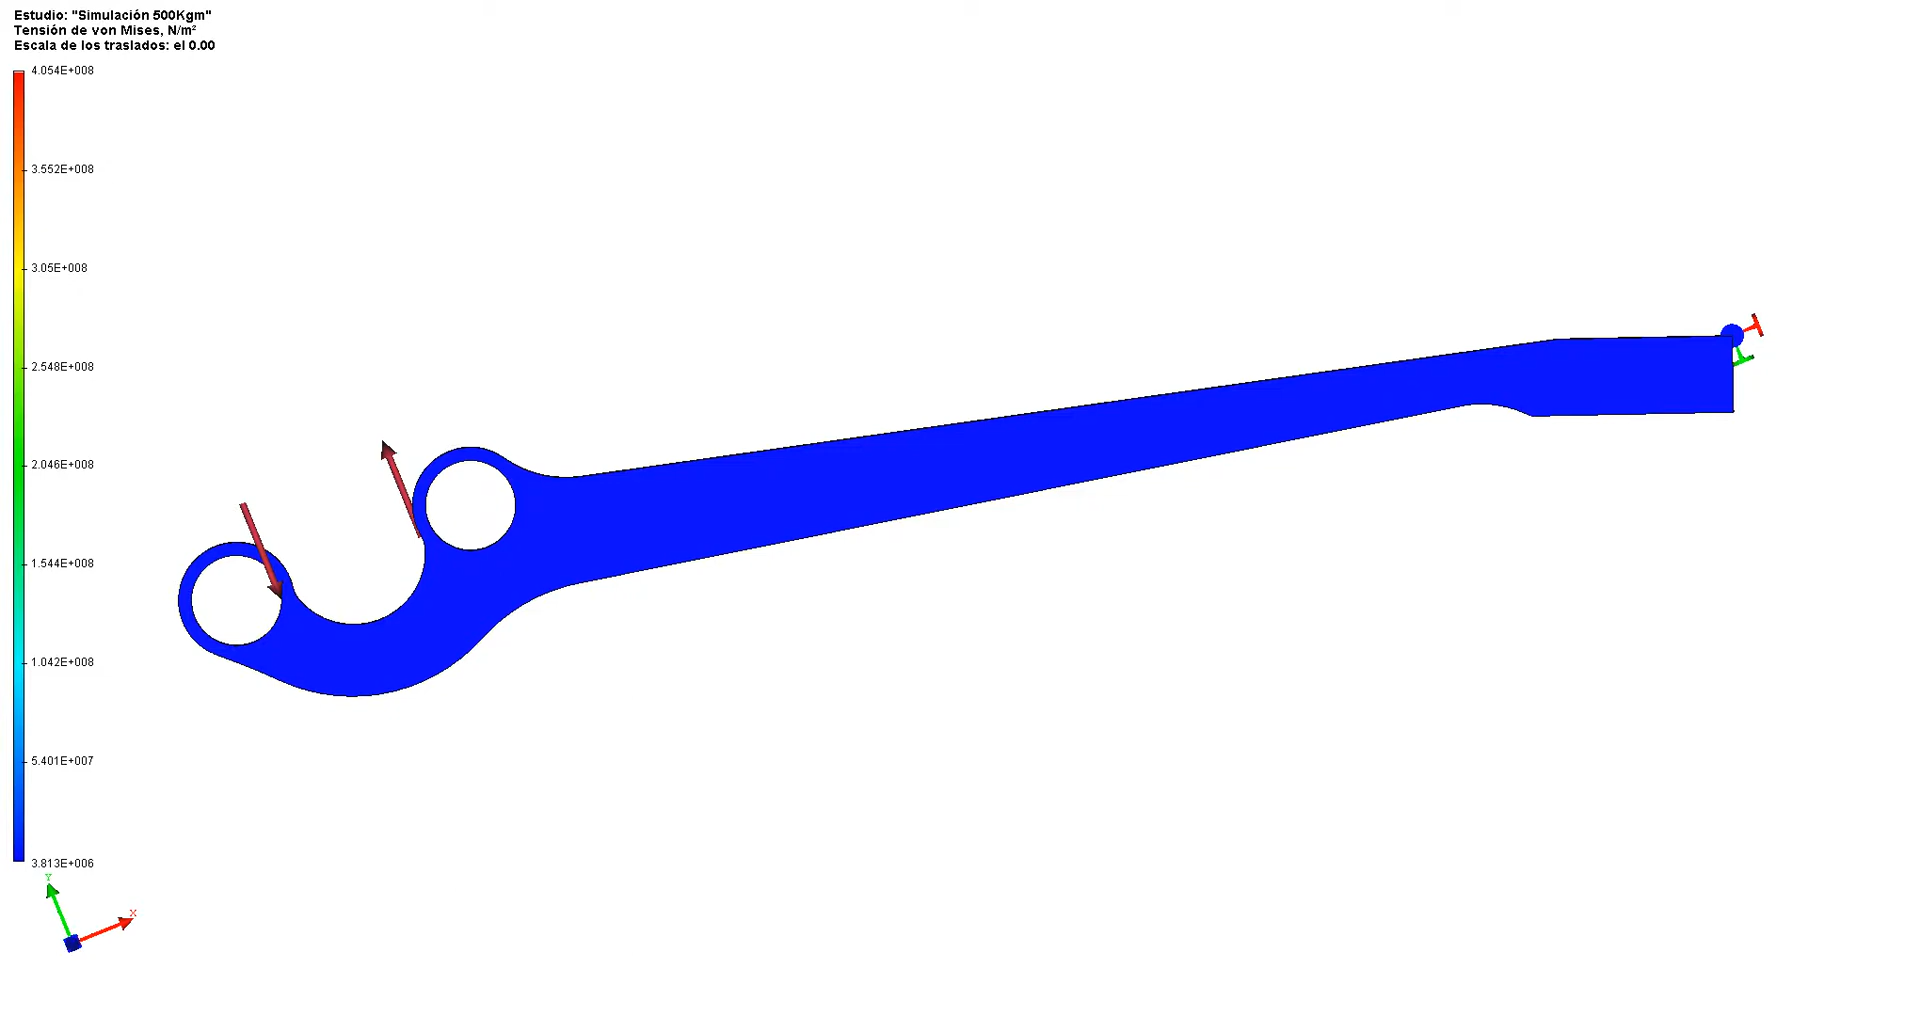 Estudio: "Simulación 500Kgm"
Tensión de von Mises, N/m²
Escala de los traslados: el 0.00
4.054E+008
3.552E+008
3.05E+008
2.548E+008
2.046E+008
1.544E+008
1.042E+008
5.401E+007
3.813E+006
Y
X